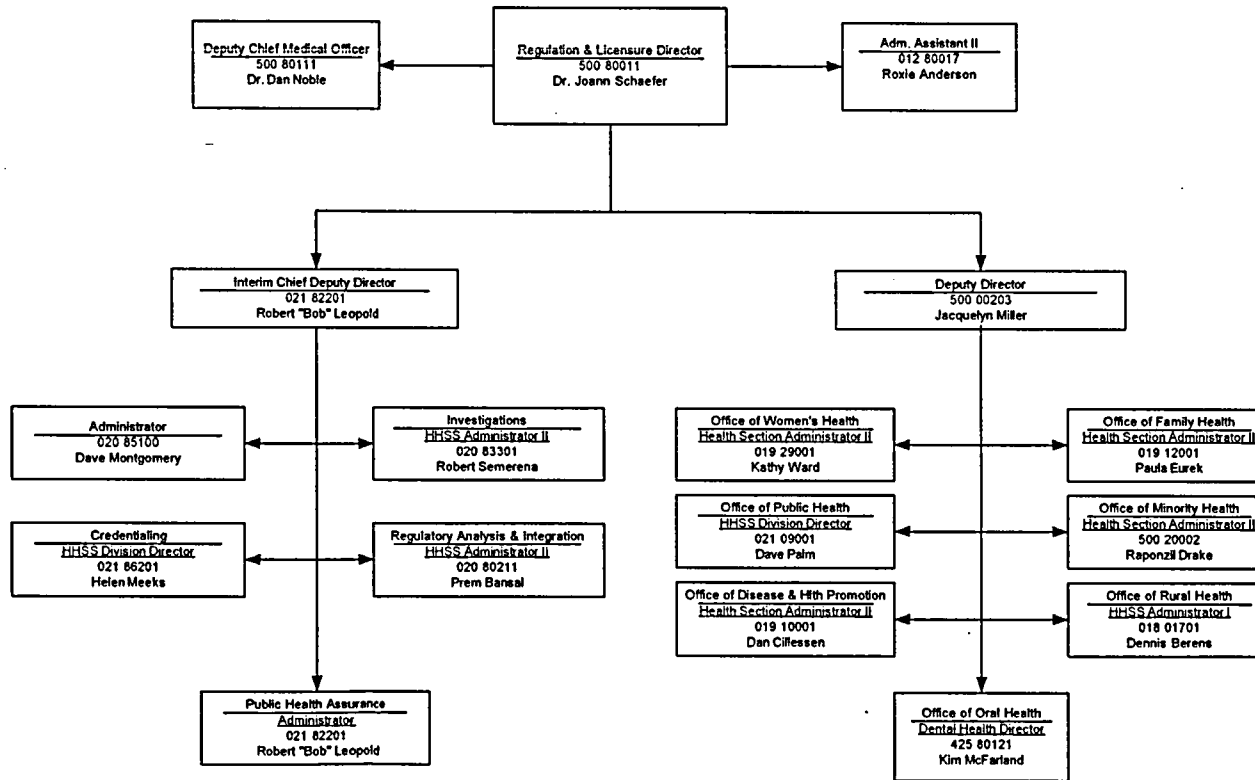 Deputy Chief Medical Officer
500 80111
Dr. Dan Noble
Regulation & Licensure Director
500 80011
Dr. Joann Schaefer
Adm. Assistant II
012 80017
Roxie Anderson
Interim Chief Deputy Director
021 82201
Robert "Bob" Leopold
Deputy Director
500 00203
Jacquelyn Miller
Administrator
020 85100
Dave Montgomery
Investigations
HHSS Administrator II
020 83301
Robert Semerena
Office of Women's Health
Health Section Administrator II
019 29001
Kathy Ward
Office of Family Health
Health Section Administrator II
019 12001
Paula Eurek
Credentialing
HHSS Division Director
021 86201
Helen Meeks
Regulatory Analysis & Integration
HHSS Administrator II
020 80211
Prem Bansal
Office of Public Health
HHSS Division Director
021 09001
Dave Palm
Office of Minority Health
Health Section Administrator II
500 20002
Raponzil Drake
Office of Disease & Hlth Promotion
Health Section Administrator II
019 10001
Dan Cillessen
Office of Rural Health
HHSS Administrator I
018 01701
Dennis Berens
Public Health Assurance
Administrator
021 82201
Robert "Bob" Leopold
Office of Oral Health
Dental Health Director
425 80121
Kim McFarland